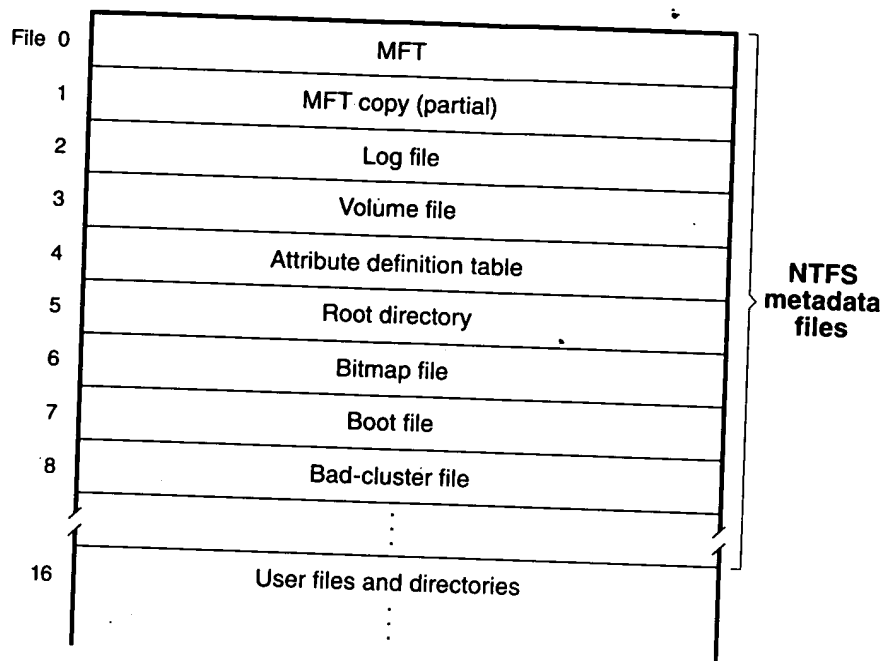 File 0 MFT
1 MFT copy (partial)
2 Log file
3 Volume file
4 Attribute definition table
5 Root directory
6 Bitmap file
7 Boot file
8 Bad-cluster file
16 User files and directories
NTFS
metadata
files